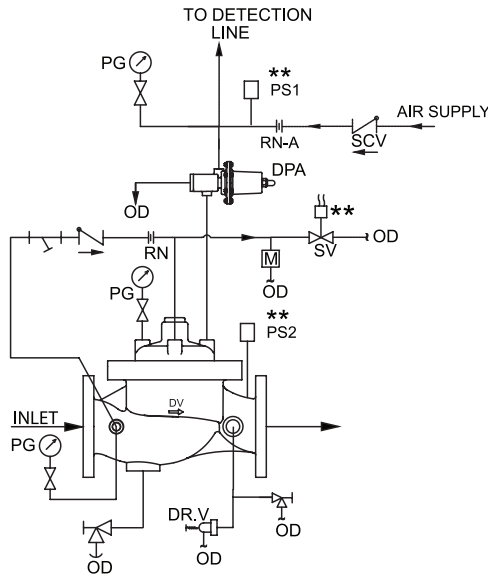 TO DETECTION
LINE
PG
**
PS1
AIR SUPPLY
RN-A
SCV
DPA
OD
**
RN
SV
OD
M
OD
PG
**
PS2
DV
INLET
PG
DR.V
OD
OD
OD